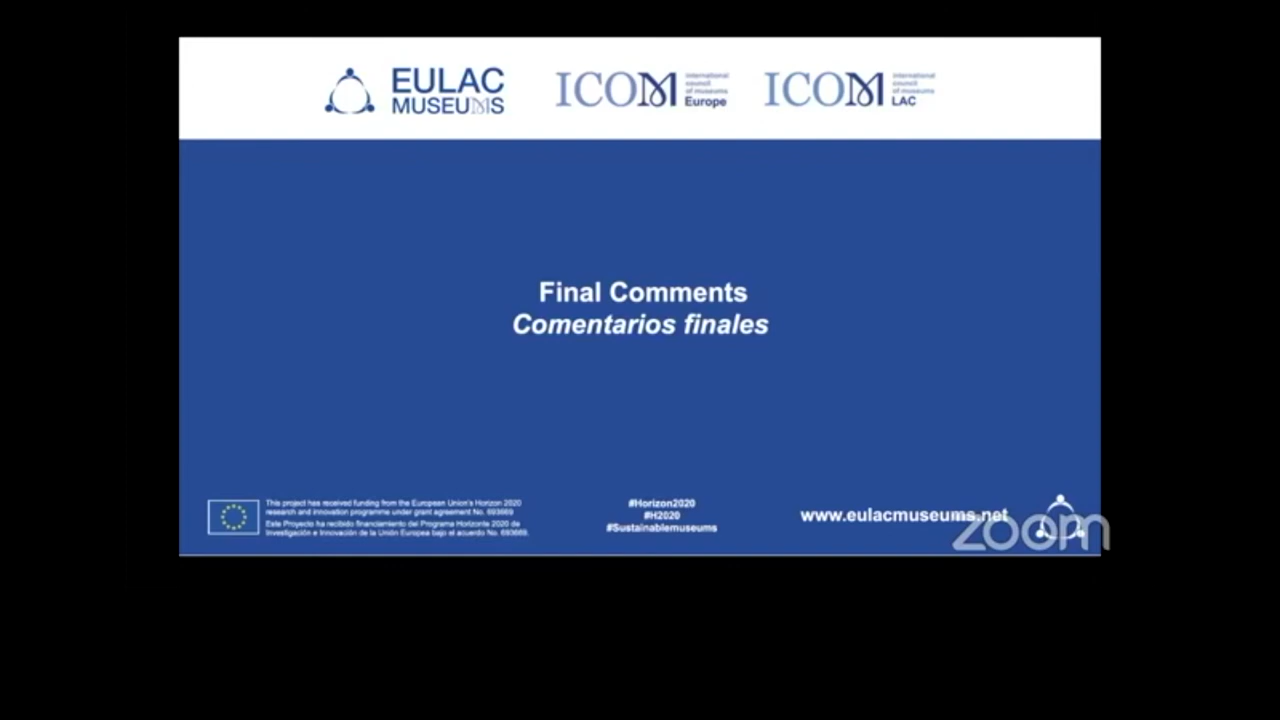 EULAC
MUSEUMS
ICOM
international
council
of museums
Europe
ICOM
international
council
of museums
LAC
Final Comments
Comentarios finales
This project has received funding from the European Union's Horizon 2020
research and innovation programme under grant agreement No. 693669
Este Proyecto ha recibido financiamiento del Programa Horizonte 2020 de
Investigación e Innovación de la Unión Europea bajo el acuerdo No. 693669.
#Horizon2020
#H2020
#Sustainablemuseums
www.eulacmuseums.net
zoom